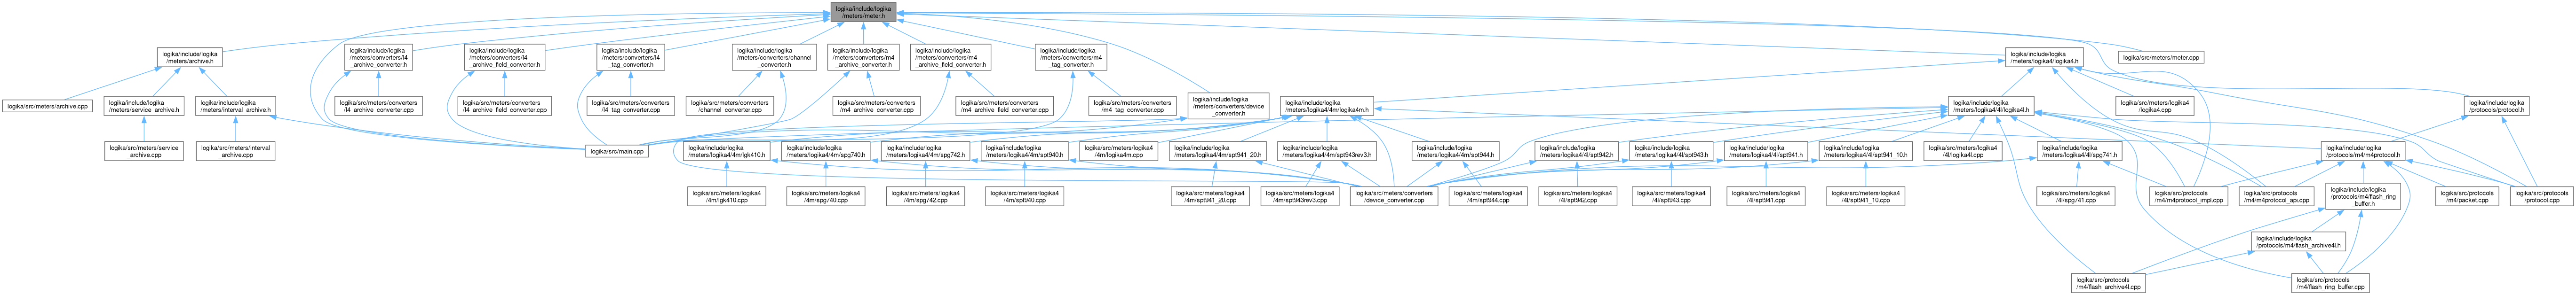 logika/include/logika
/meters/meter.h
logika/include/logika
/meters/archive.h
logika/include/logika
/meters/converters/l4
_archive_converter.h
logika/include/logika
/meters/converters/l4
_archive_field_converter.h
logika/include/logika
/meters/converters/l4
_tag_converter.h
logika/include/logika
/meters/converters/channel
_converter.h
logika/include/logika
/meters/converters/m4
_archive_converter.h
logika/include/logika
/meters/converters/m4
_archive_field_converter.h
logika/include/logika
/meters/converters/m4
_tag_converter.h
logika/include/logika
/meters/logika4/logika4.h
logika/src/meters/meter.cpp
logika/src/meters/archive.cpp
logika/include/logika
/meters/service_archive.h
logika/include/logika
/meters/interval_archive.h
logika/src/meters/converters
/l4_archive_converter.cpp
logika/src/meters/converters
/l4_archive_field_converter.cpp
logika/src/meters/converters
/l4_tag_converter.cpp
logika/src/meters/converters
/channel_converter.cpp
logika/src/meters/converters
/m4_archive_converter.cpp
logika/src/meters/converters
/m4_archive_field_converter.cpp
logika/src/meters/converters
/m4_tag_converter.cpp
logika/include/logika
/meters/converters/device
_converter.h
logika/include/logika
/meters/logika4/4m/logika4m.h
logika/include/logika
/meters/logika4/4l/logika4l.h
logika/src/meters/logika4
/logika4.cpp
logika/include/logika
/protocols/protocol.h
logika/src/meters/service
_archive.cpp
logika/src/meters/interval
_archive.cpp
logika/src/main.cpp
logika/include/logika
/meters/logika4/4m/lgk410.h
logika/include/logika
/meters/logika4/4m/spg740.h
logika/include/logika
/meters/logika4/4m/spg742.h
logika/include/logika
/meters/logika4/4m/spt940.h
logika/src/meters/logika4
/4m/logika4m.cpp
logika/include/logika
/meters/logika4/4m/spt941_20.h
logika/include/logika
/meters/logika4/4m/spt943rev3.h
logika/include/logika
/meters/logika4/4m/spt944.h
logika/include/logika
/meters/logika4/4l/spt942.h
logika/include/logika
/meters/logika4/4l/spt943.h
logika/include/logika
/meters/logika4/4l/spt941.h
logika/include/logika
/meters/logika4/4l/spt941_10.h
logika/src/meters/logika4
/4l/logika4l.cpp
logika/include/logika
/meters/logika4/4l/spg741.h
logika/include/logika
/protocols/m4/m4protocol.h
logika/src/meters/logika4
/4m/lgk410.cpp
logika/src/meters/logika4
/4m/spg740.cpp
logika/src/meters/logika4
/4m/spg742.cpp
logika/src/meters/logika4
/4m/spt940.cpp
logika/src/meters/logika4
/4m/spt941_20.cpp
logika/src/meters/logika4
/4m/spt943rev3.cpp
logika/src/meters/converters
/device_converter.cpp
logika/src/meters/logika4
/4m/spt944.cpp
logika/src/meters/logika4
/4l/spt942.cpp
logika/src/meters/logika4
/4l/spt943.cpp
logika/src/meters/logika4
/4l/spt941.cpp
logika/src/meters/logika4
/4l/spt941_10.cpp
logika/src/meters/logika4
/4l/spg741.cpp
logika/src/protocols
/m4/m4protocol_impl.cpp
logika/src/protocols
/m4/m4protocol_api.cpp
logika/include/logika
/protocols/m4/flash_ring
_buffer.h
logika/src/protocols
/m4/packet.cpp
logika/src/protocols
/protocol.cpp
logika/include/logika
/protocols/m4/flash_archive4l.h
logika/src/protocols
/m4/flash_archive4l.cpp
logika/src/protocols
/m4/flash_ring_buffer.cpp